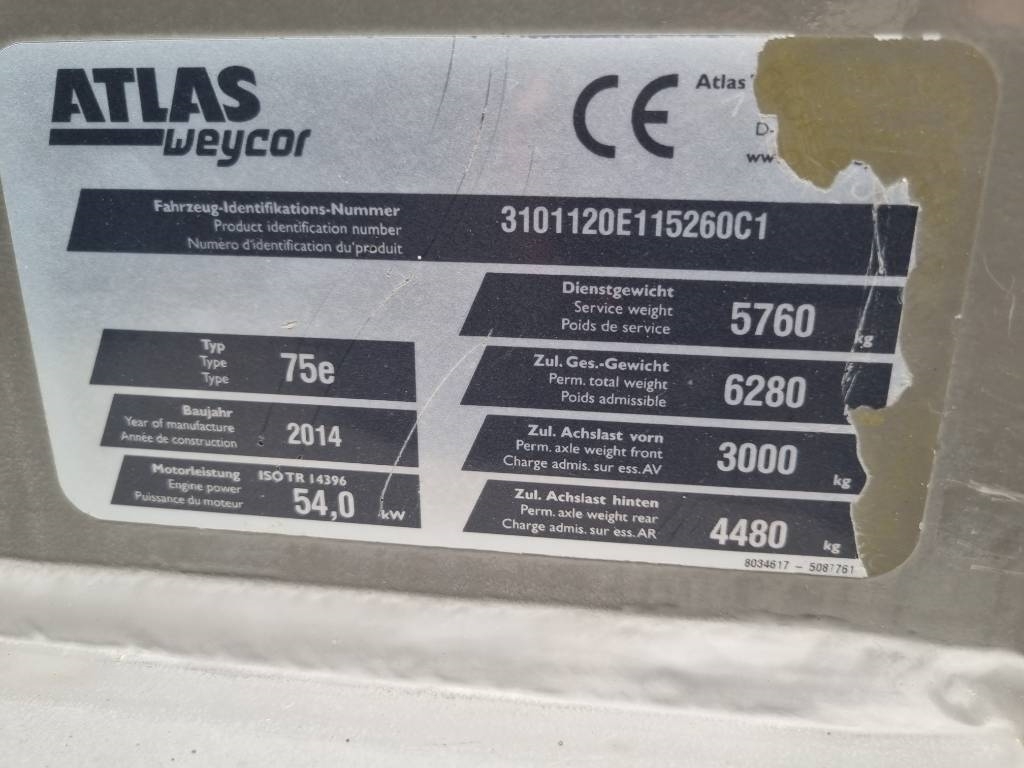 ATLAS
weycor
CE
Atlas
D-
ww
Fahrzeug-Identifikations-Nummer
Product identification number
Numéro d'identification du produit
3101120E115260C1
Dienstgewicht
Service weight
Poids de service
5760 kg
Typ
Type
Type
75e
Zul. Ges.-Gewicht
Perm. total weight
Poids admissible
6280
Baujahr
Year of manufacture
Année de construction
2014
Zul. Achslast vorn
Perm. axle weight front
Charge admis. sur ess. AV
3000 kg
Motorleistung ISO TR 14396
Engine power
Puissance du moteur
54,0 kW
Zul. Achslast hinten
Perm. axle weight rear
Charge admis. sur ess. AR
4480 kg
8034617 – 5087761